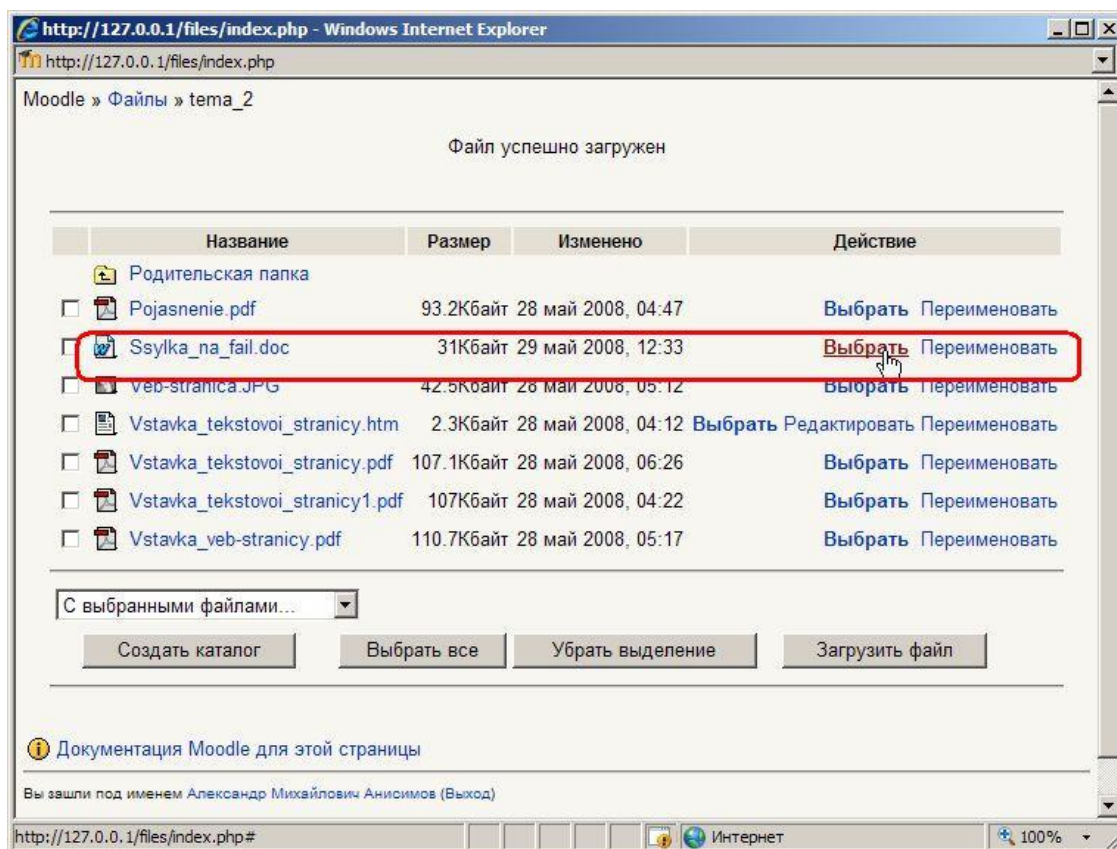 http://127.0.0.1/files/index.php - Windows Internet Explorer
http://127.0.0.1/files/index.php
Moodle » Файлы » tema_2
Файл успешно загружен
Название Размер Изменено Действие
Родительская папка
Pojasnenie.pdf 93.2Кбайт 28 май 2008, 04:47 Выбрать Переименовать
Ssylka_na_fail.doc 31Кбайт 29 май 2008, 12:33 Выбрать Переименовать
Veb-stranica.JPG 42.5Кбайт 28 май 2008, 05:12 Выбрать Переименовать
Vstavka_tekstovoi_stranicy.htm 2.3Кбайт 28 май 2008, 04:12 Выбрать Редактировать Переименовать
Vstavka_tekstovoi_stranicy.pdf 107.1Кбайт 28 май 2008, 06:26 Выбрать Переименовать
Vstavka_tekstovoi_stranicy1.pdf 107Кбайт 28 май 2008, 04:22 Выбрать Переименовать
Vstavka_veb-stranicy.pdf 110.7Кбайт 28 май 2008, 05:17 Выбрать Переименовать
С выбранными файлами...
Создать каталог Выбрать все Убрать выделение Загрузить файл
Документация Moodle для этой страницы
Вы зашли под именем Александр Михайлович Анисимов (Выход)
http://127.0.0.1/files/index.php# Интернет 100%